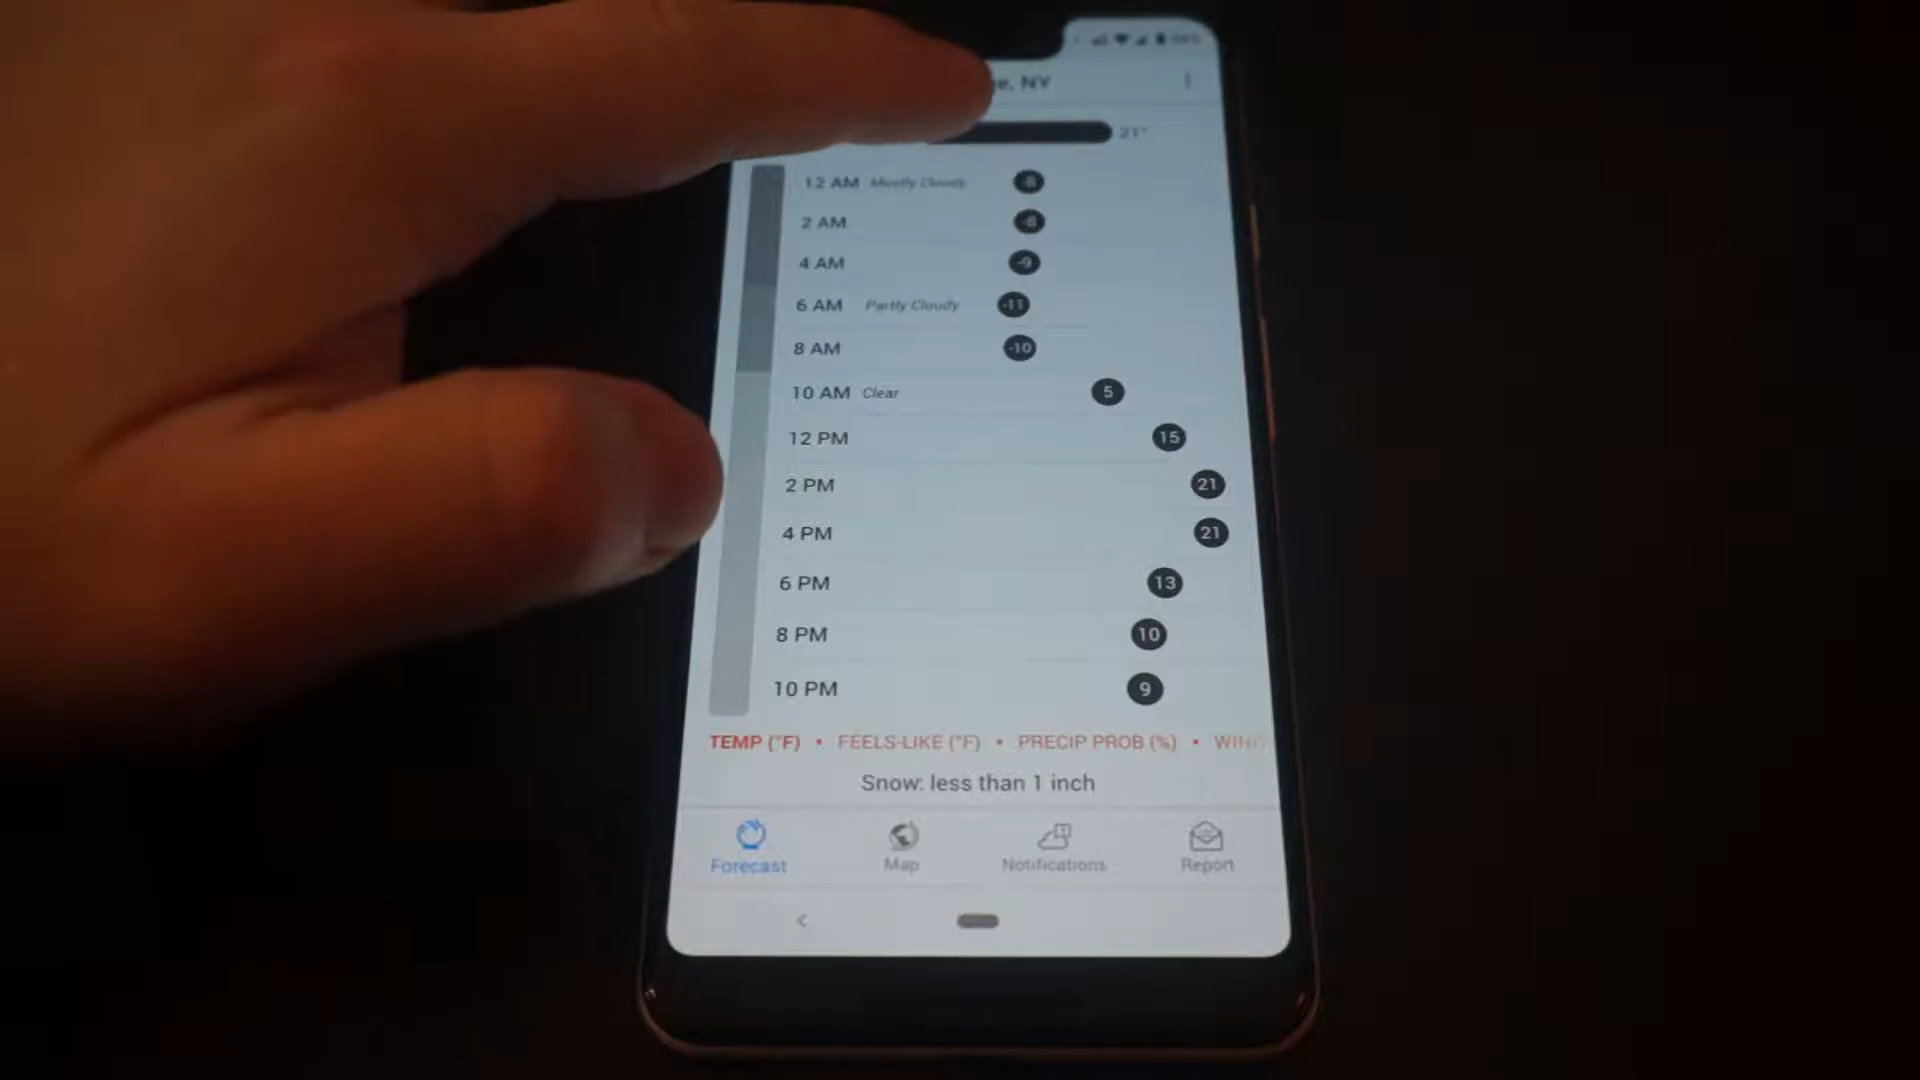 e, NY
21°
12 AM Mostly Cloudy -8
2 AM -8
4 AM -9
6 AM Partly Cloudy -11
8 AM -10
10 AM Clear 5
12 PM 15
2 PM 21
4 PM 21
6 PM 13
8 PM 10
10 PM 9
TEMP (°F) • FEELS-LIKE (°F) • PRECIP PROB (%) • WIND
Snow: less than 1 inch
Forecast Map Notifications Report